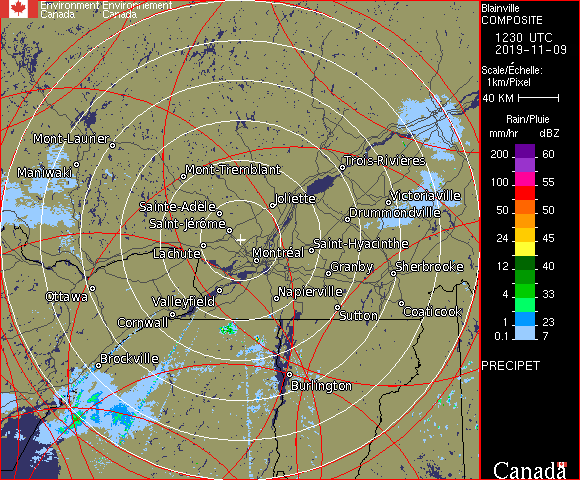 Environment Environnement
Canada Canada
Blainville
COMPOSITE
1230 UTC
2019-11-09
Scale/Échelle:
1km/Pixel
40 KM
Rain/Pluie
mm/hr dBZ
200 60
100 55
50 50
24 45
12 40
4 33
1 23
0.1 7
PRECIPET
Canada
Mont-Laurier
Maniwaki
Mont-Tremblant
Trois-Rivières
Joliette
Victoriaville
Sainte-Adèle
Drummondville
Saint-Jérôme
Lachute
Montréal
Saint-Hyacinthe
Granby
Sherbrooke
Ottawa
Valleyfield
Napierville
Coaticook
Cornwall
Sutton
Brockville
Burlington